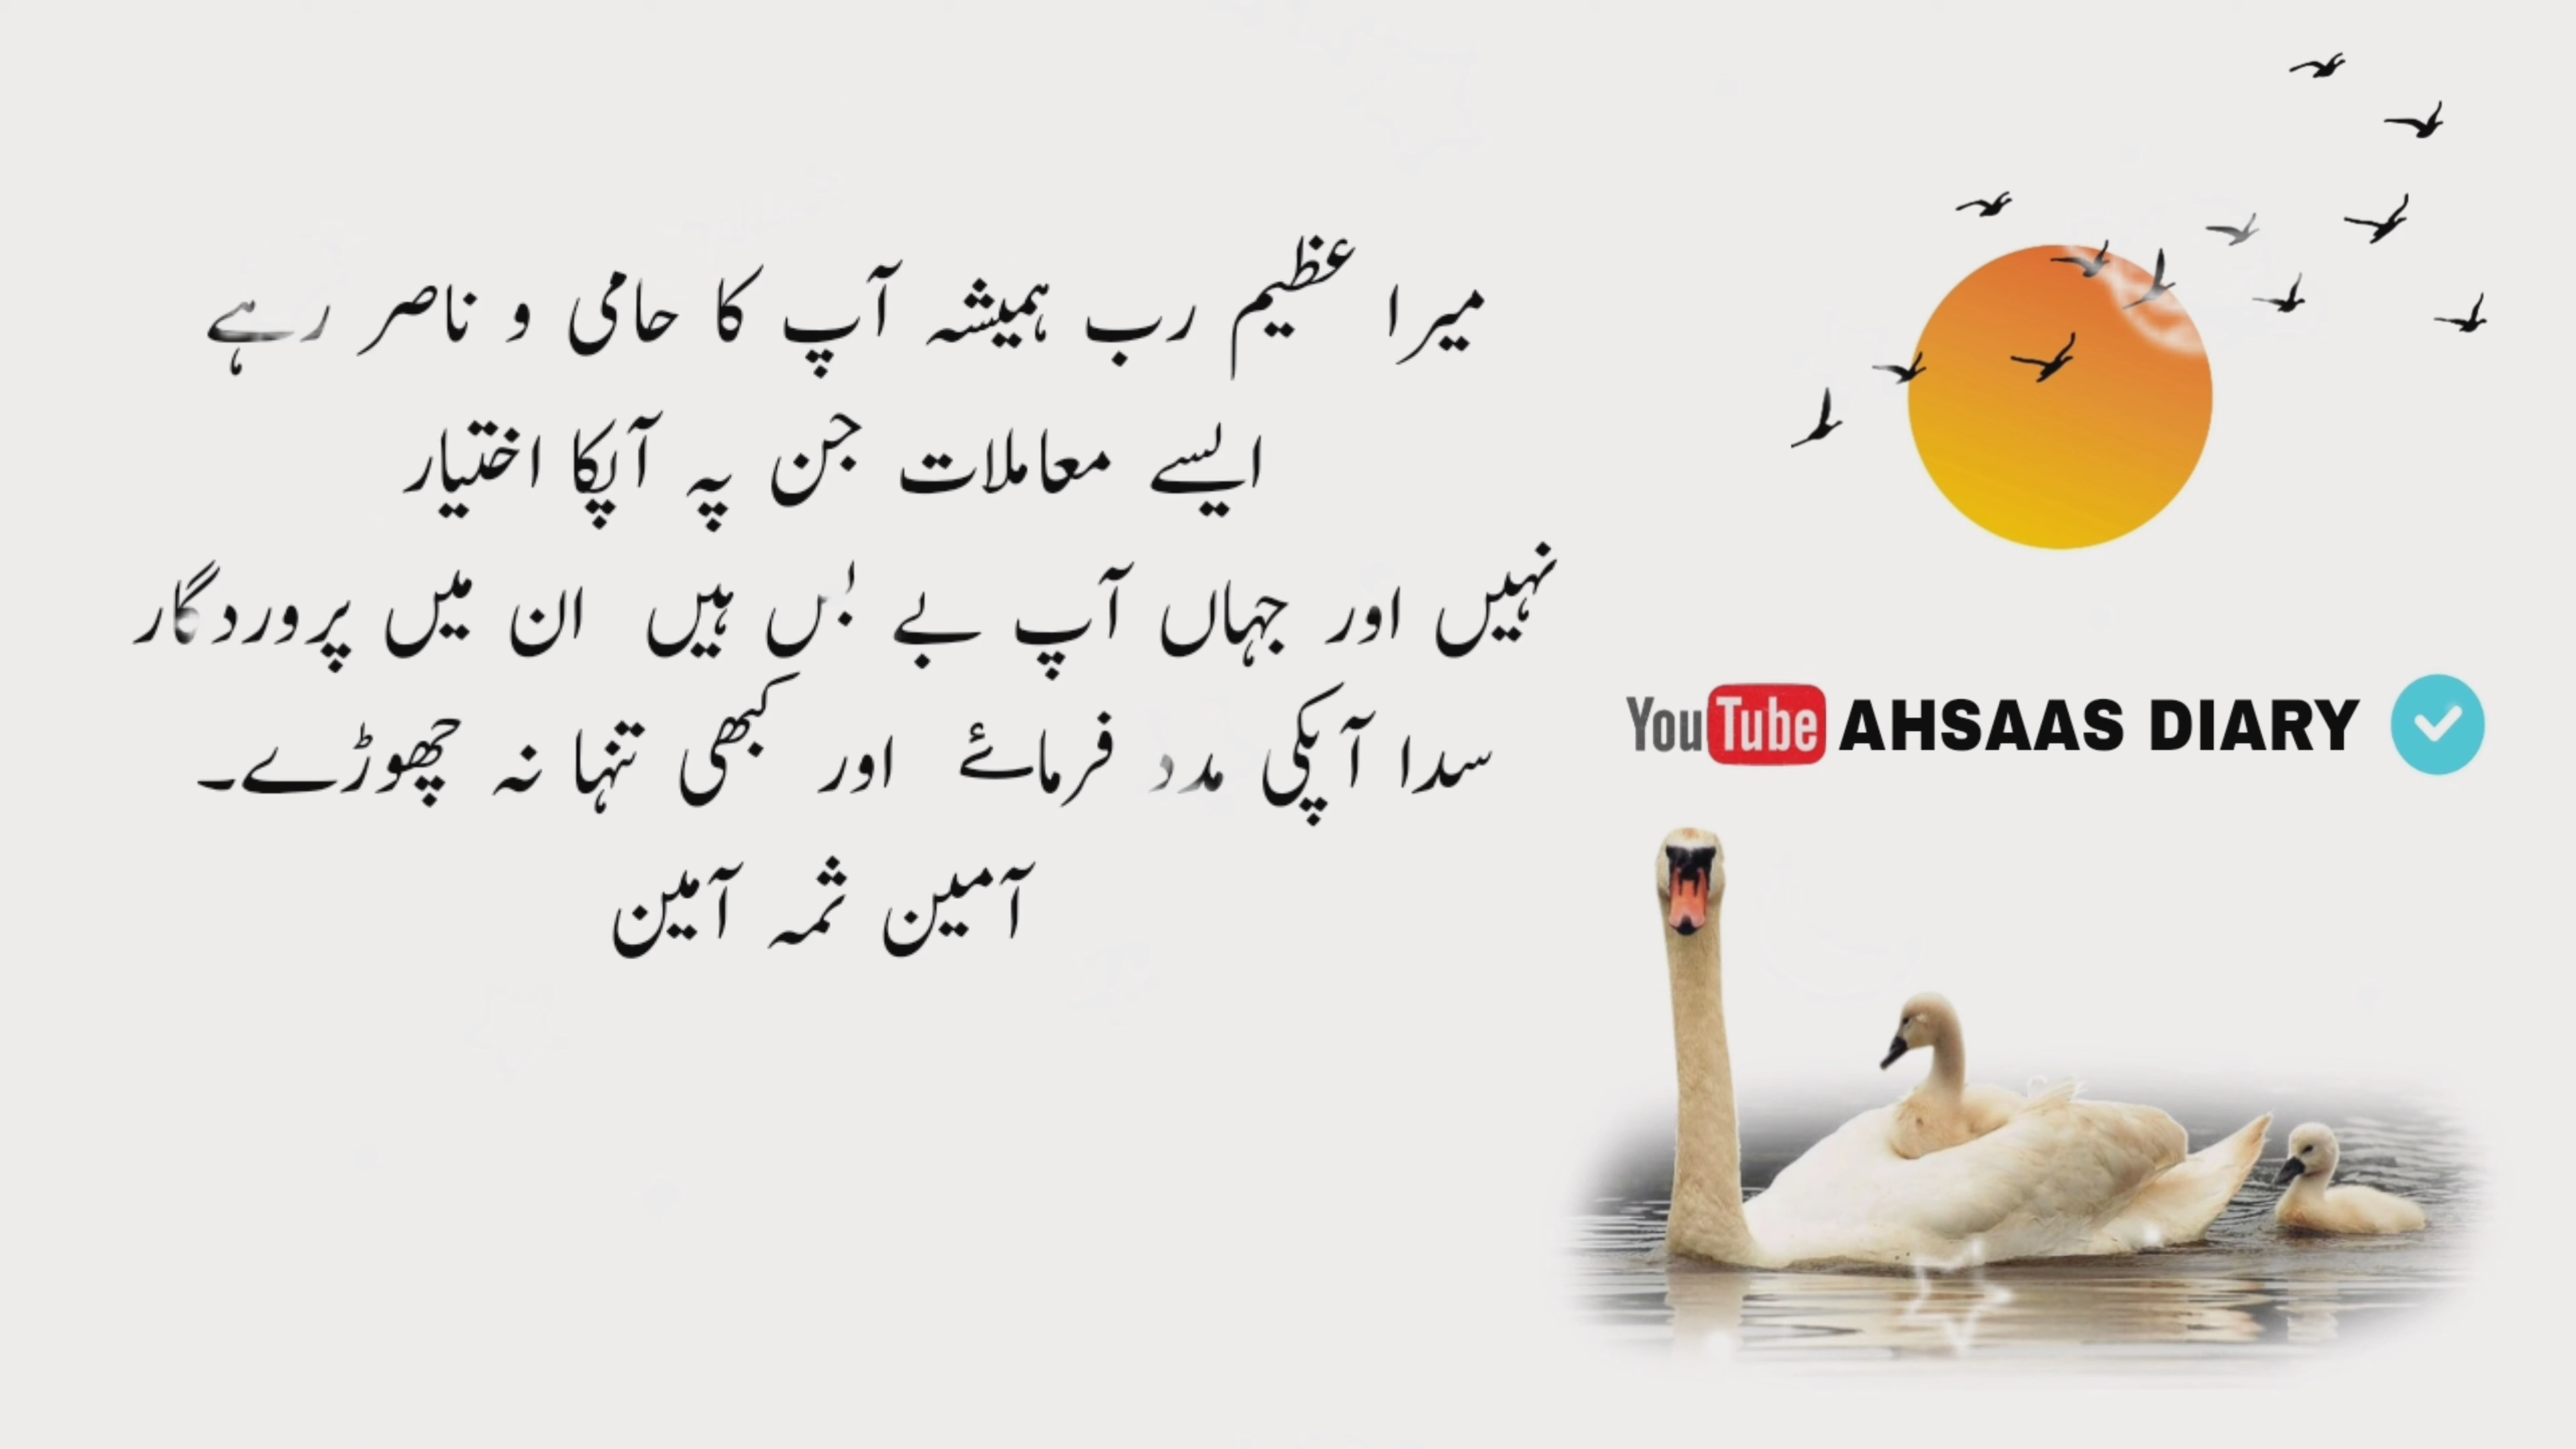 میرا عظیم رب ہمیشہ آپ کا حامی و ناصر رہے
ایسے معاملات جن پہ آپکا اختیار
نہیں اور جہاں آپ بے بس ہیں ان میں پروردگار
سدا آپکی مدد فرمائے اور کبھی تنہا نہ چھوڑے۔
آمین ثمہ آمین
YouTube AHSAAS DIARY